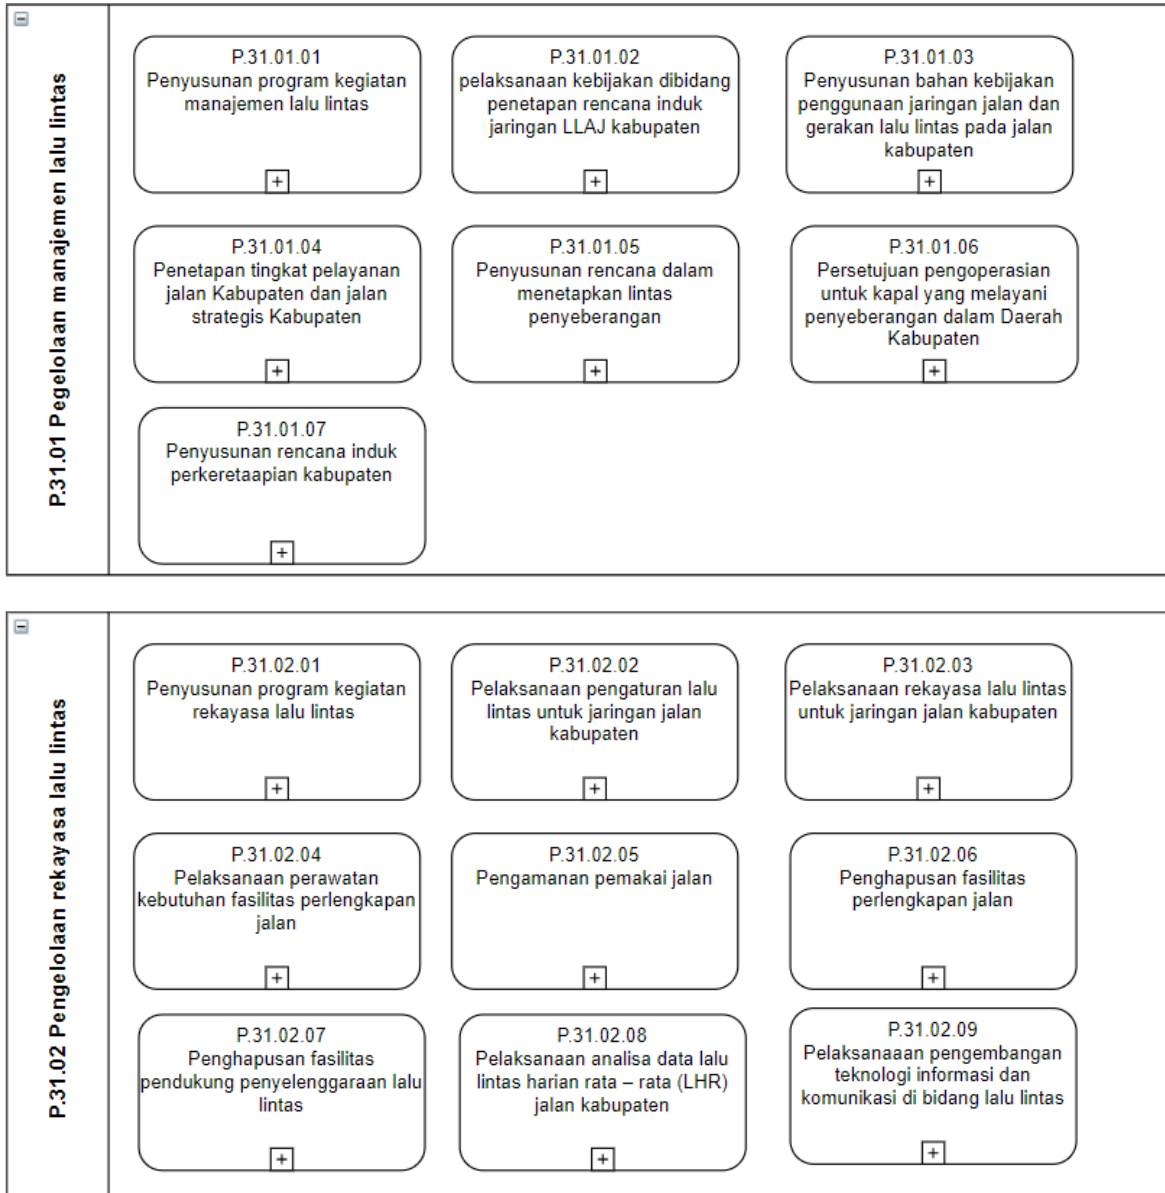 P.31.01 Pegelolaan manajemen lalu lintas
P.31.01.01
Penyusunan program kegiatan
manajemen lalu lintas
P.31.01.02
pelaksanaan kebijakan dibidang
penetapan rencana induk
jaringan LLAJ kabupaten
P.31.01.03
Penyusunan bahan kebijakan
penggunaan jaringan jalan dan
gerakan lalu lintas pada jalan
kabupaten
P.31.01.04
Penetapan tingkat pelayanan
jalan Kabupaten dan jalan
strategis Kabupaten
P.31.01.05
Penyusunan rencana dalam
menetapkan lintas
penyeberangan
P.31.01.06
Persetujuan pengoperasian
untuk kapal yang melayani
penyeberangan dalam Daerah
Kabupaten
P.31.01.07
Penyusunan rencana induk
perkeretaapian kabupaten
P.31.02 Pengelolaan rekayasa lalu lintas
P.31.02.01
Penyusunan program kegiatan
rekayasa lalu lintas
P.31.02.02
Pelaksanaan pengaturan lalu
lintas untuk jaringan jalan
kabupaten
P.31.02.03
Pelaksanaan rekayasa lalu lintas
untuk jaringan jalan kabupaten
P.31.02.04
Pelaksanaan perawatan
kebutuhan fasilitas perlengkapan
jalan
P.31.02.05
Pengamanan pemakai jalan
P.31.02.06
Penghapusan fasilitas
perlengkapan jalan
P.31.02.07
Penghapusan fasilitas
pendukung penyelenggaraan lalu
lintas
P.31.02.08
Pelaksanaan analisa data lalu
lintas harian rata – rata (LHR)
jalan kabupaten
P.31.02.09
Pelaksanaaan pengembangan
teknologi informasi dan
komunikasi di bidang lalu lintas